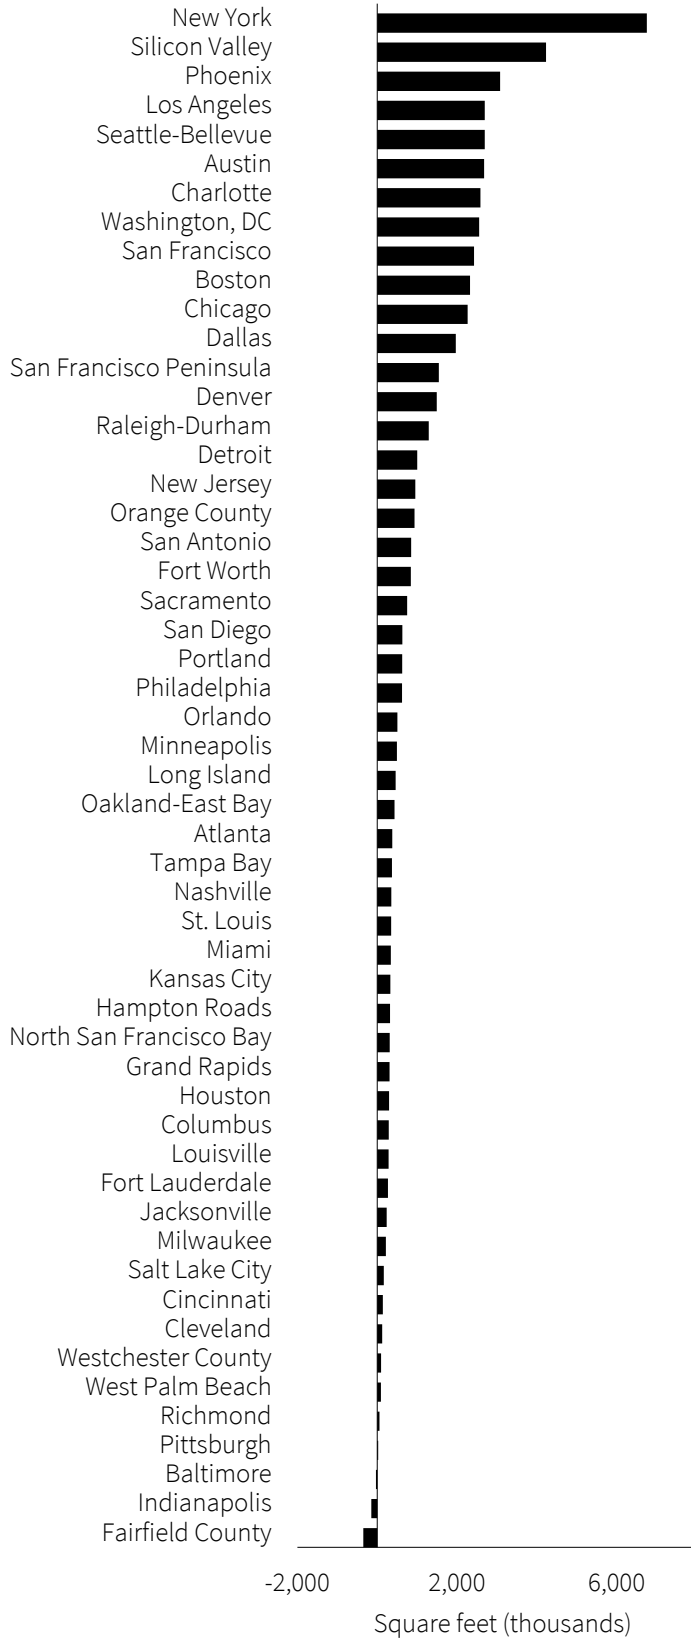 New York
Silicon Valley
Phoenix
Los Angeles
Seattle-Bellevue
Austin
Charlotte
Washington, DC
San Francisco
Boston
Chicago
Dallas
San Francisco Peninsula
Denver
Raleigh-Durham
Detroit
New Jersey
Orange County
San Antonio
Fort Worth
Sacramento
San Diego
Portland
Philadelphia
Orlando
Minneapolis
Long Island
Oakland-East Bay
Atlanta
Tampa Bay
Nashville
St. Louis
Miami
Kansas City
Hampton Roads
North San Francisco Bay
Grand Rapids
Houston
Columbus
Louisville
Fort Lauderdale
Jacksonville
Milwaukee
Salt Lake City
Cincinnati
Cleveland
Westchester County
West Palm Beach
Richmond
Pittsburgh
Baltimore
Indianapolis
Fairfield County
-2,000 2,000 6,000
Square feet (thousands)